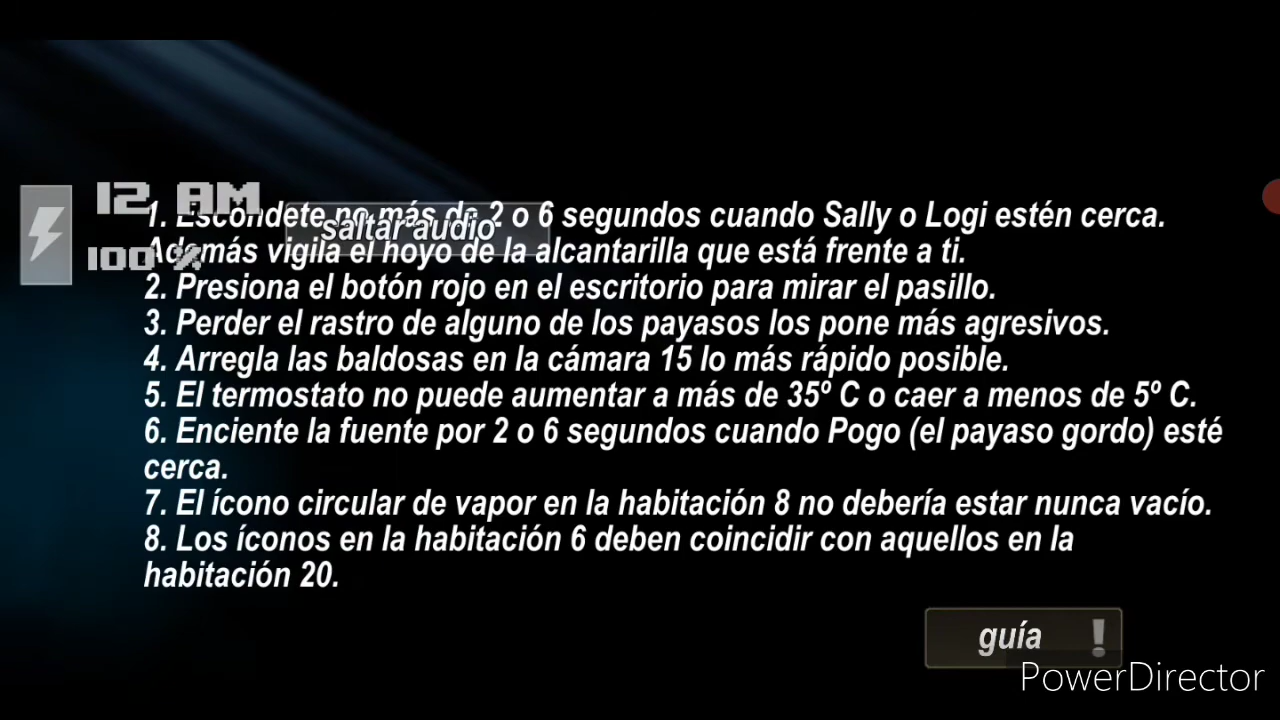 12 AM
100%
saltar audio
1. Escóndete no más de 2 o 6 segundos cuando Sally o Logi estén cerca.
Además vigila el hoyo de la alcantarilla que está frente a ti.
2. Presiona el botón rojo en el escritorio para mirar el pasillo.
3. Perder el rastro de alguno de los payasos los pone más agresivos.
4. Arregla las baldosas en la cámara 15 lo más rápido posible.
5. El termostato no puede aumentar a más de 35º C o caer a menos de 5º C.
6. Enciente la fuente por 2 o 6 segundos cuando Pogo (el payaso gordo) esté
cerca.
7. El ícono circular de vapor en la habitación 8 no debería estar nunca vacío.
8. Los íconos en la habitación 6 deben coincidir con aquellos en la
habitación 20.
guía !
PowerDirector